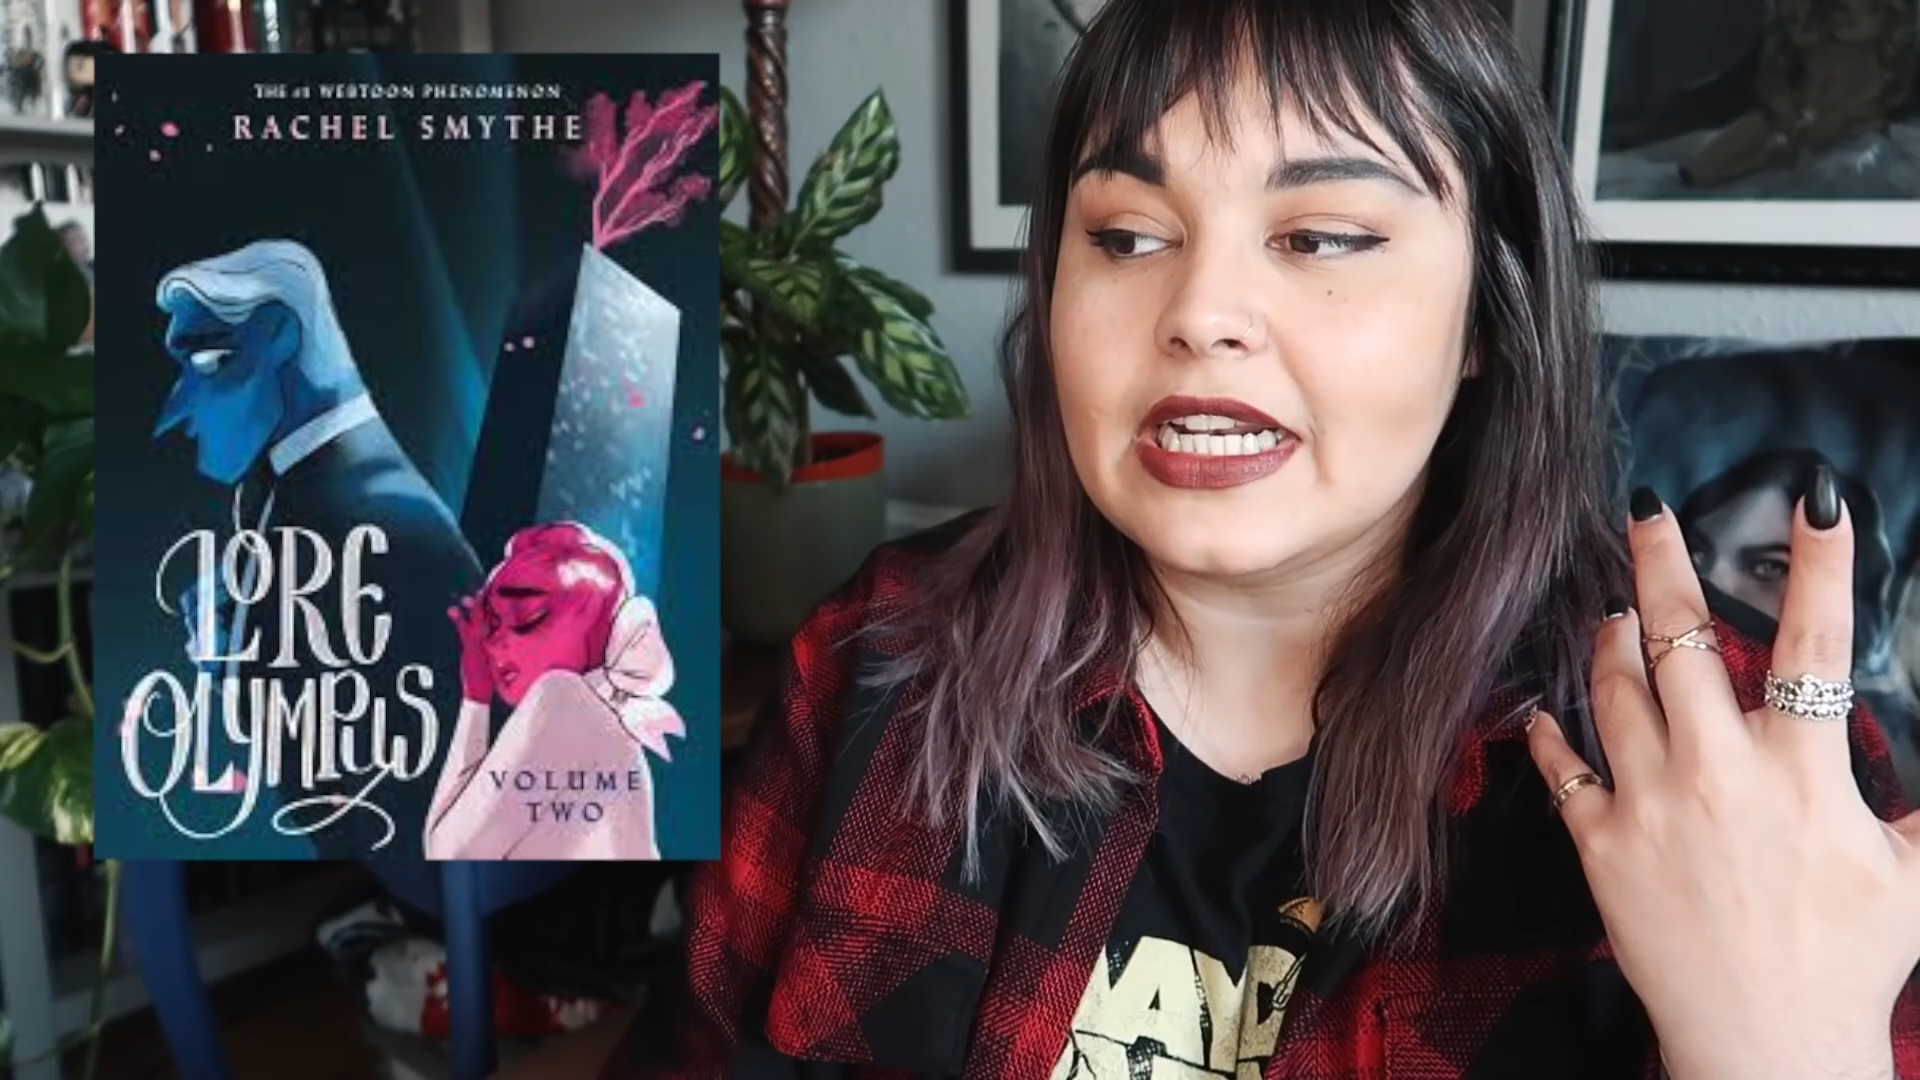 THE #1 WEBTOON PHENOMENON
RACHEL SMYTHE
LORE
OLYMPUS
VOLUME
TWO